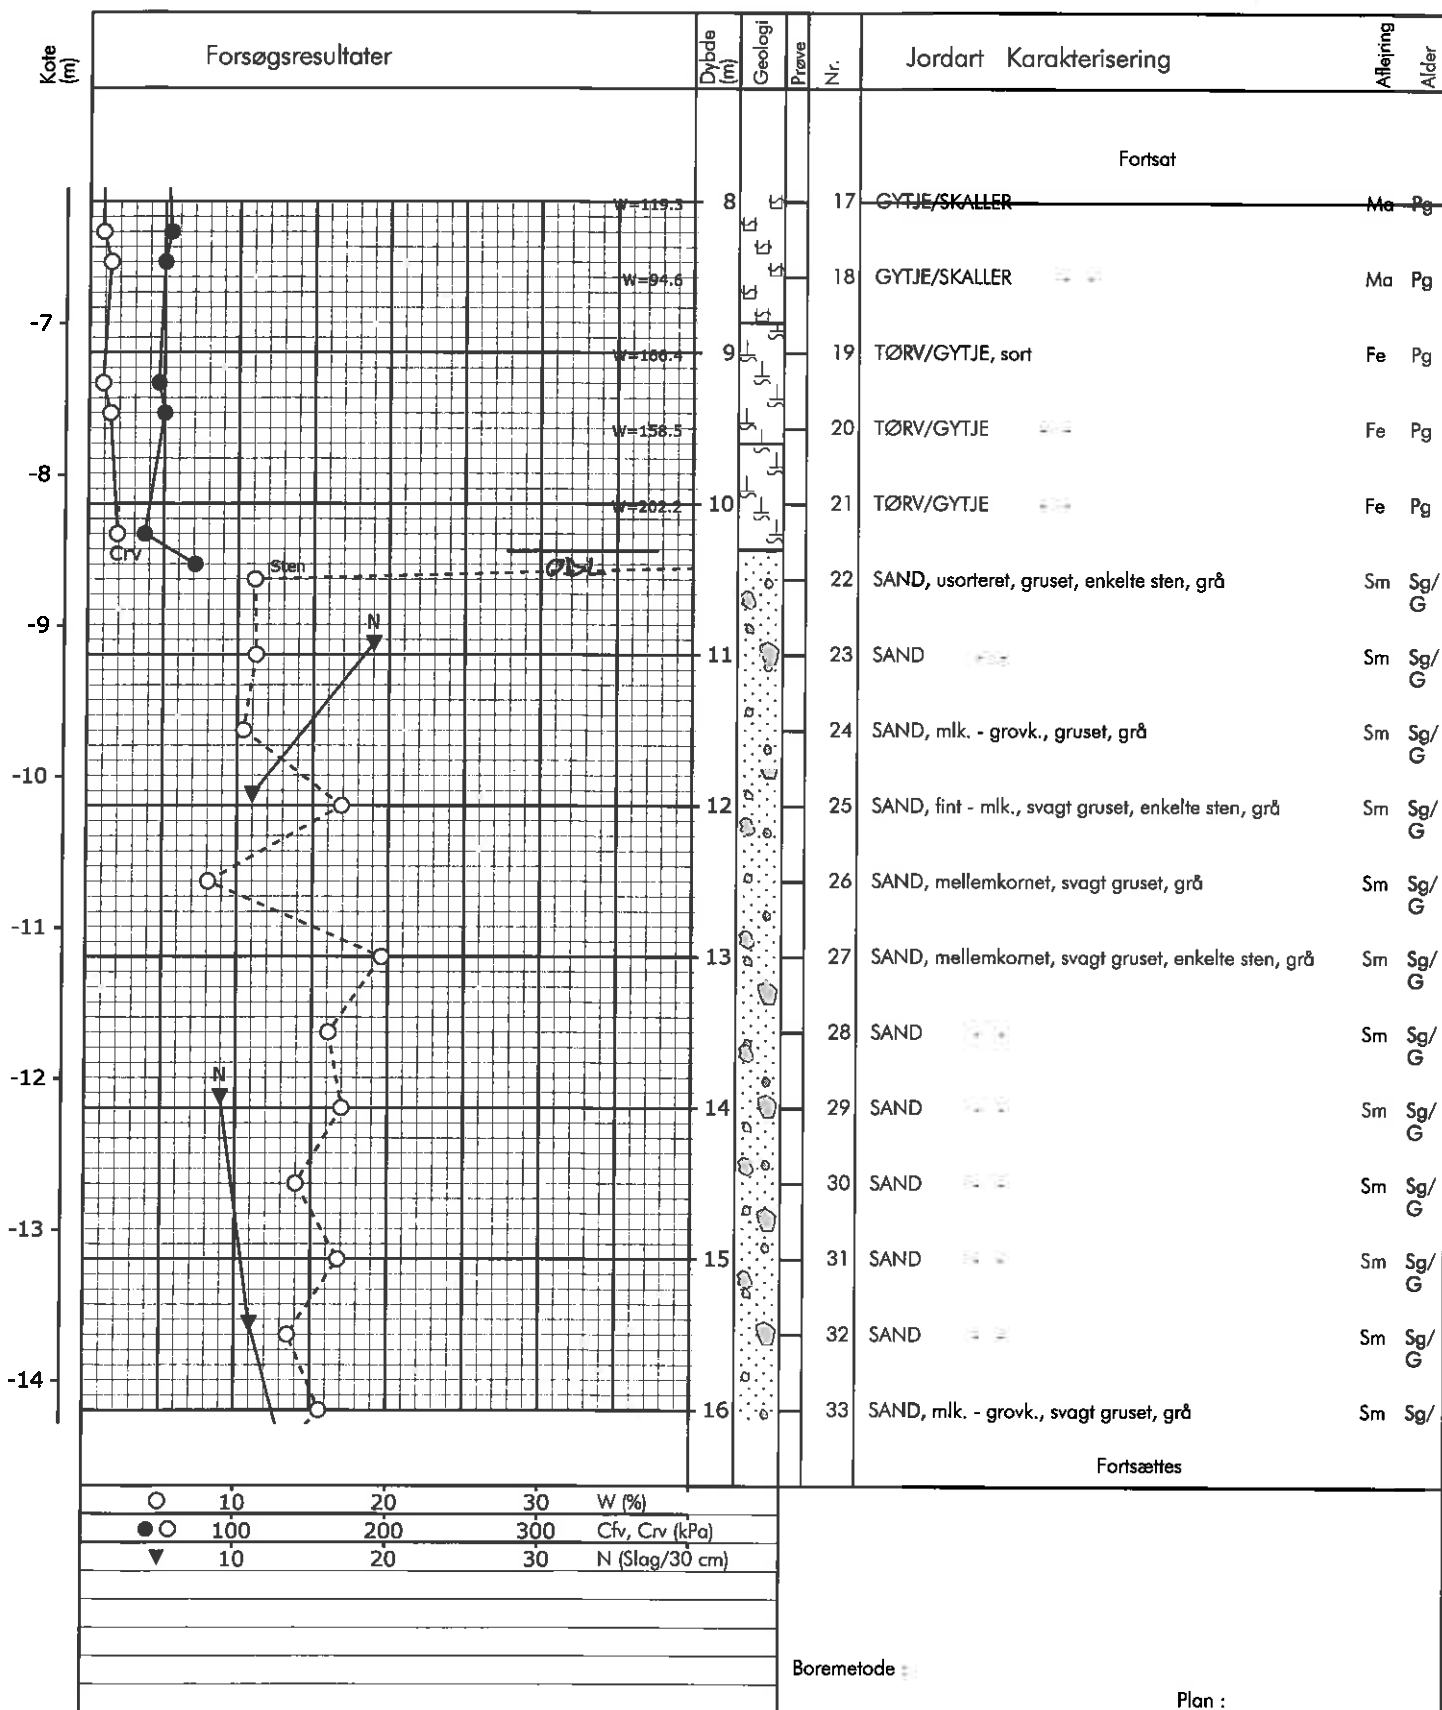 Kote (m)
Forsøgsresultater
Dybde (m)
Geologi
Prøve
Nr.
Jordart Karakterisering
Aflejring
Alder
Fortsat
W=119.3 8 17 GYTJE/SKALLER Ma Pg
W=94.6 18 GYTJE/SKALLER Ma Pg
-7
W=166.4 9 19 TØRV/GYTJE, sort Fe Pg
W=158.5 20 TØRV/GYTJE Fe Pg
-8
W=202.2 10 21 TØRV/GYTJE Fe Pg
Crv
Sten
ØDL
22 SAND, usorteret, gruset, enkelte sten, grå Sm Sg/
G
-9
N
11 23 SAND Sm Sg/
G
24 SAND, mlk. - grovk., gruset, grå Sm Sg/
G
-10
12 25 SAND, fint - mlk., svagt gruset, enkelte sten, grå Sm Sg/
G
26 SAND, mellemkornet, svagt gruset, grå Sm Sg/
G
-11
13 27 SAND, mellemkornet, svagt gruset, enkelte sten, grå Sm Sg/
G
28 SAND Sm Sg/
G
-12
N
14 29 SAND Sm Sg/
G
30 SAND Sm Sg/
G
-13
15 31 SAND Sm Sg/
G
32 SAND Sm Sg/
G
-14
16 33 SAND, mlk. - grovk., svagt gruset, grå Sm Sg/
Fortsættes
10 20 30 W (%)
100 200 300 Cfv, Crv (kPa)
10 20 30 N (Slag/30 cm)
Boremetode :
Plan :